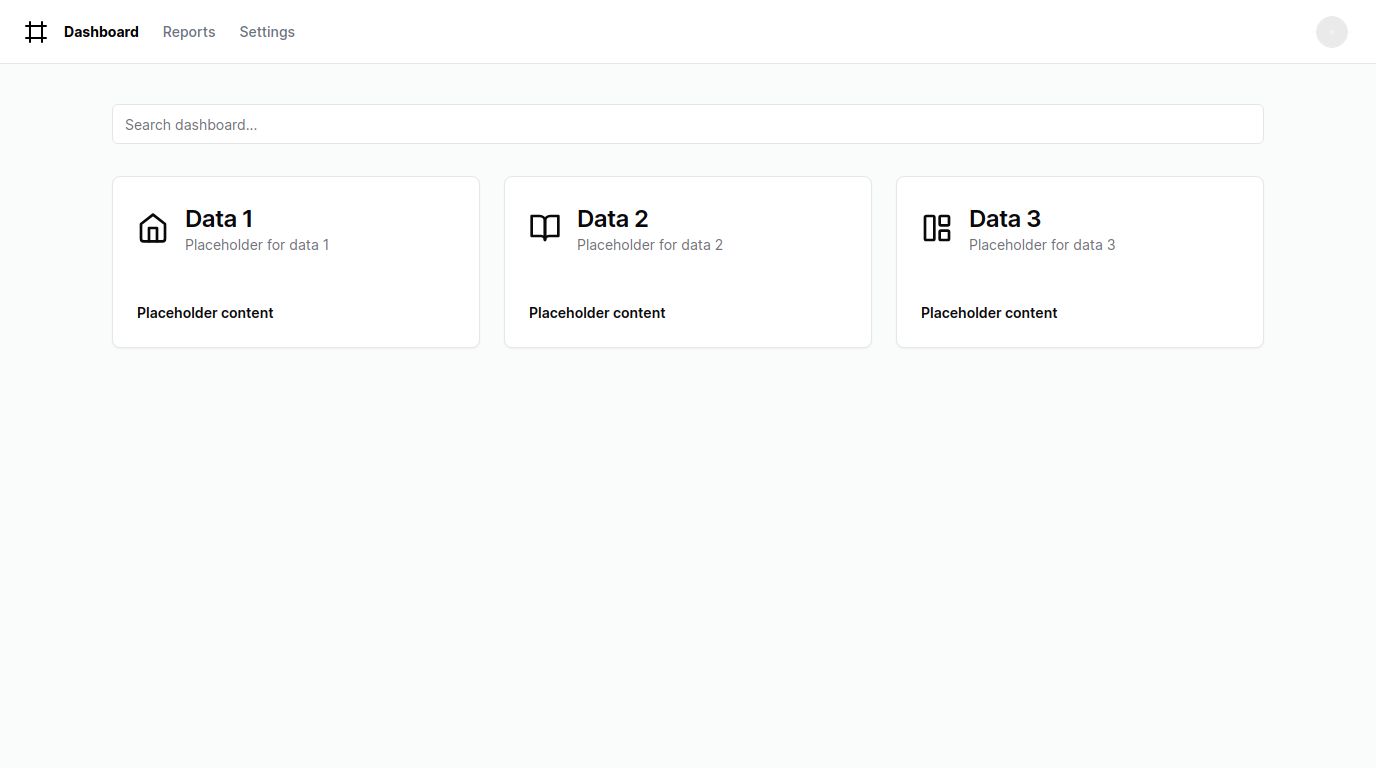 Dashboard Reports Settings
Search dashboard...
Data 1
Placeholder for data 1
Placeholder content
Data 2
Placeholder for data 2
Placeholder content
Data 3
Placeholder for data 3
Placeholder content